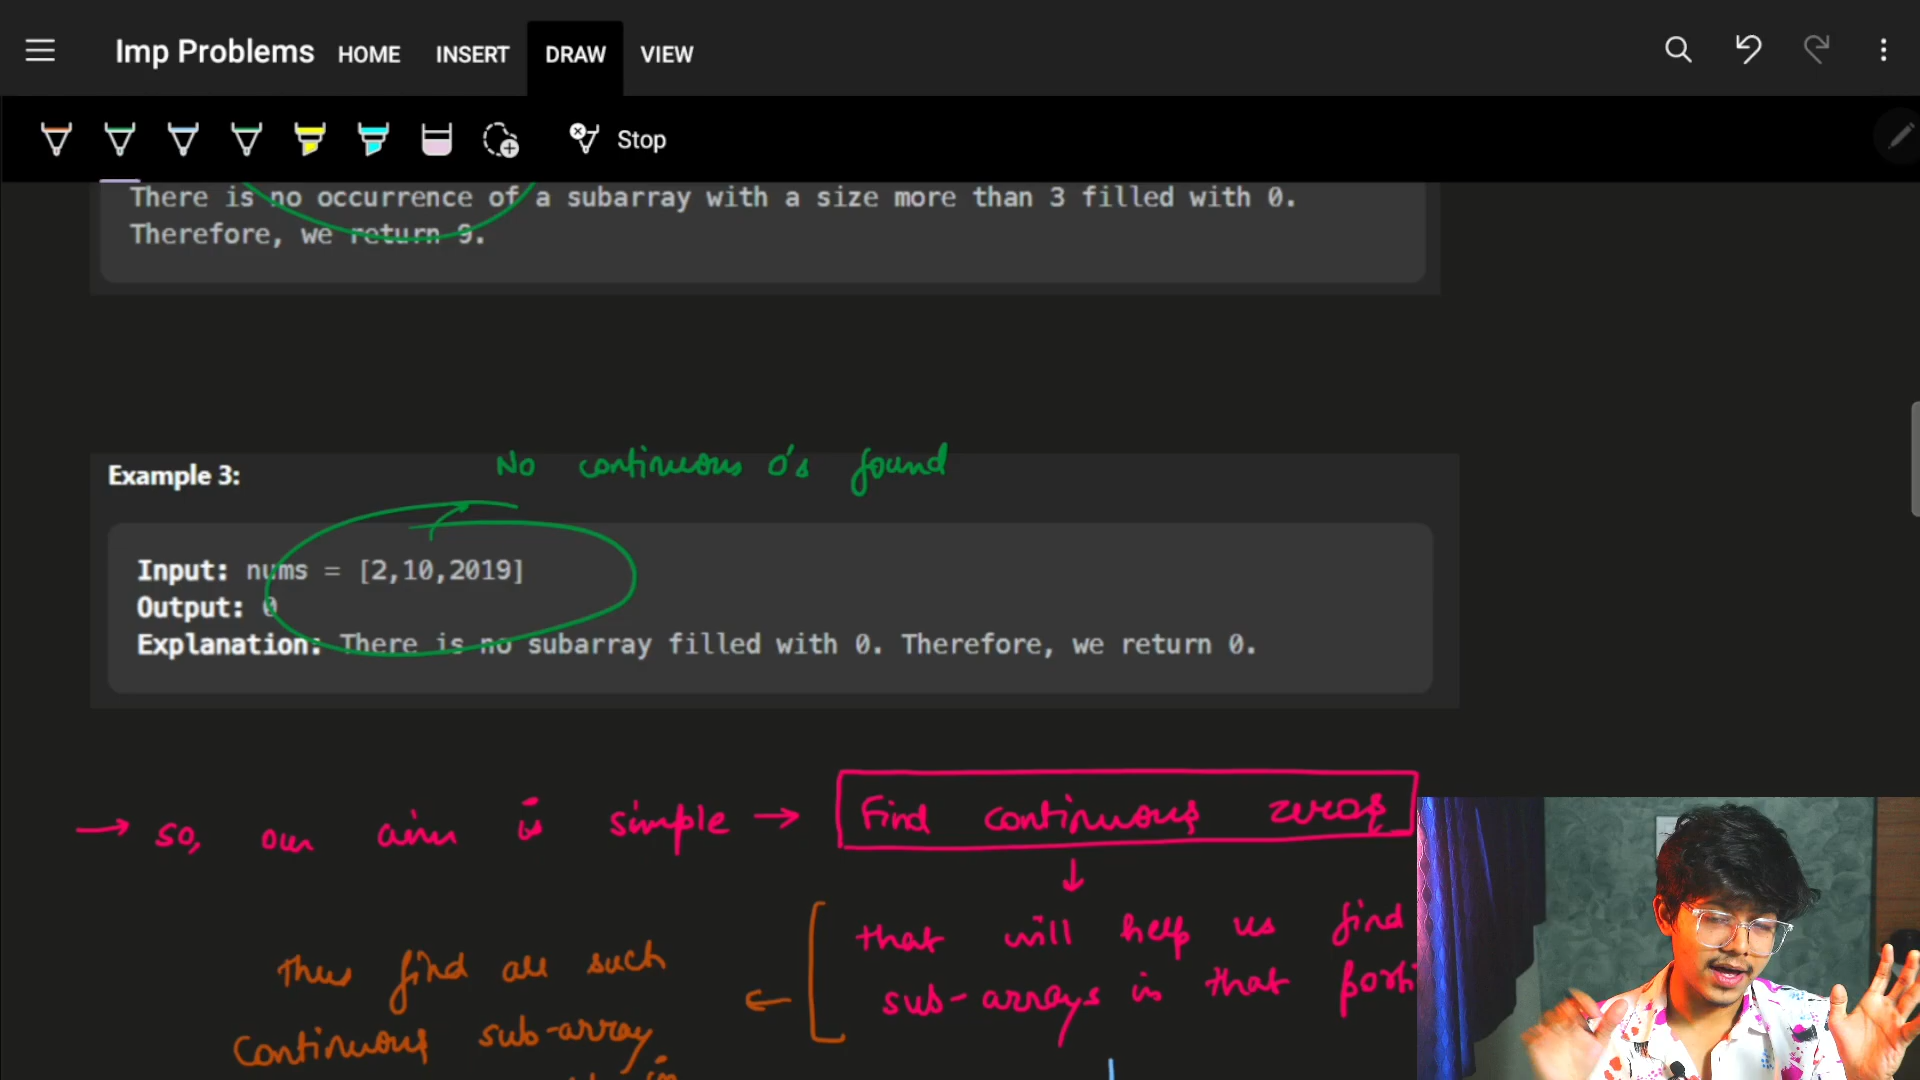 Imp Problems HOME INSERT DRAW VIEW
Stop
There is no occurrence of a subarray with a size more than 3 filled with 0.
Therefore, we return 9.
No continuous 0's found
Example 3:
Input: nums = [2,10,2019]
Output: 0
Explanation: There is no subarray filled with 0. Therefore, we return 0.
→ so, our aim is simple → Find continuous zeros
↓
that will help us find
Thus find all such
sub-arrays in that
continuous sub-array
in